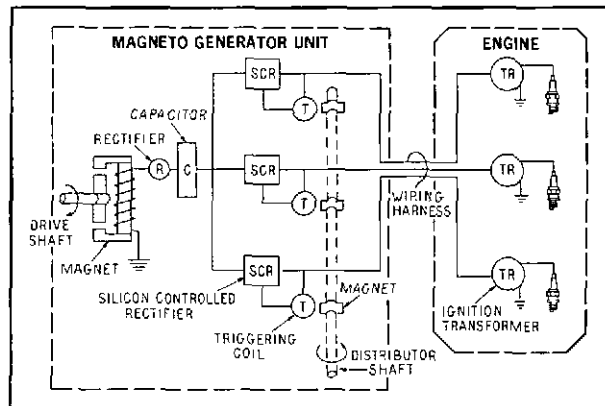 MAGNETO GENERATOR UNIT
ENGINE
CAPACITOR
RECTIFIER
R
C
SCR
T
SCR
T
SCR
T
TR
TR
TR
DRIVE
SHAFT
MAGNET
SILICON CONTROLLED
RECTIFIER
TRIGGERING
COIL
MAGNET
DISTRIBUTOR
SHAFT
WIRING
HARNESS
IGNITION
TRANSFORMER